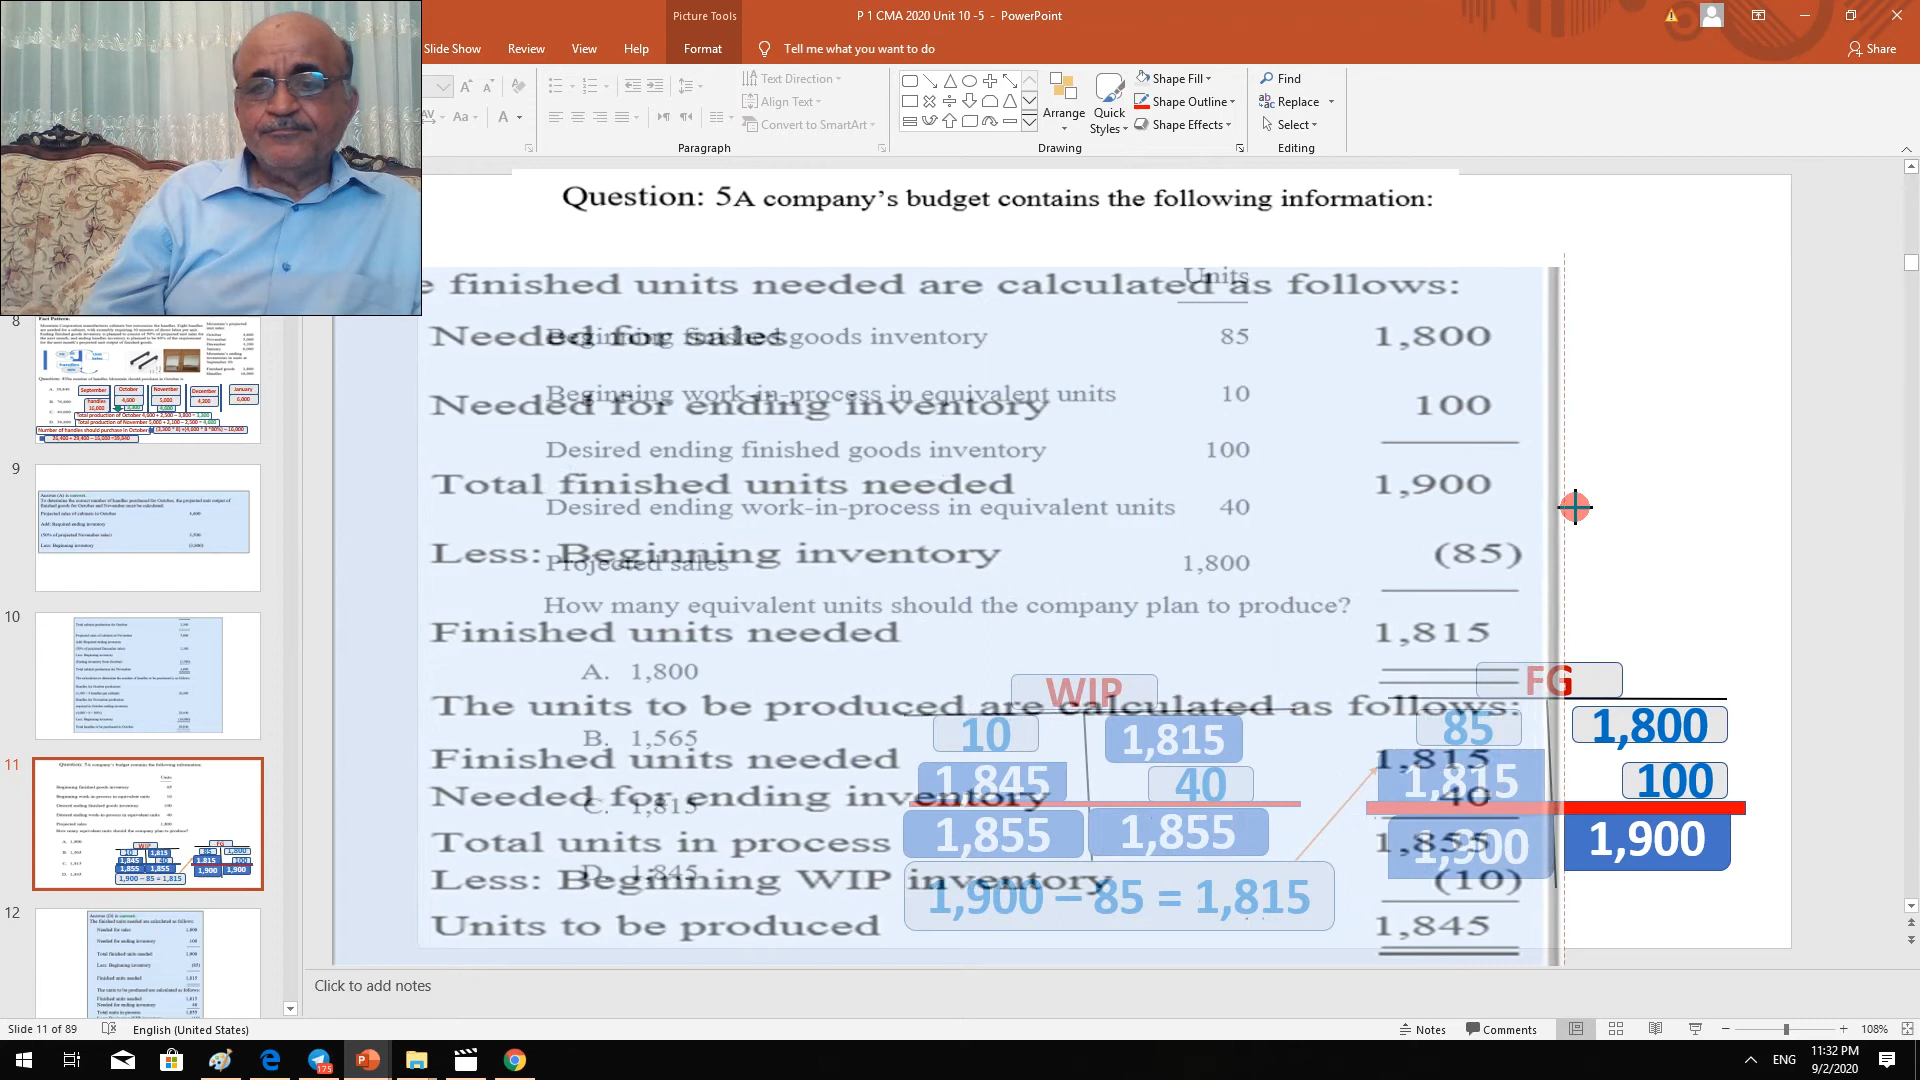 Picture Tools
P 1 CMA 2020 Unit 10 -5 - PowerPoint
Slide Show
Review
View
Help
Format
Tell me what you want to do
Share
Text Direction
Align Text
Convert to SmartArt
Paragraph
Arrange
Quick Styles
Shape Fill
Shape Outline
Shape Effects
Drawing
Find
Replace
Select
Editing
Question: 5A company's budget contains the following information:
Units
Beginning finished goods inventory 85
Beginning work-in-process in equivalent units 10
Desired ending finished goods inventory 100
Desired ending work-in-process in equivalent units 40
Projected sales 1,800
How many equivalent units should the company plan to produce?
A. 1,800
B. 1,565
C. 1,815
D. 1,845
e finished units needed are calculated as follows:
Needed for sales 1,800
Needed for ending inventory 100
Total finished units needed 1,900
Less: Beginning inventory (85)
Finished units needed 1,815
The units to be produced are calculated as follows:
Finished units needed 1,815
Needed for ending inventory 40
Total units in process 1,855
Less: Beginning WIP inventory (10)
Units to be produced 1,845
WIP
10 1,815
1,845 40
1,855 1,855
1,900 – 85 = 1,815
FG
85 1,800
1,815 100
1,900 1,900
8
9
10
11
12
Click to add notes
Slide 11 of 89
English (United States)
Notes
Comments
108%
175
ENG
11:32 PM
9/2/2020